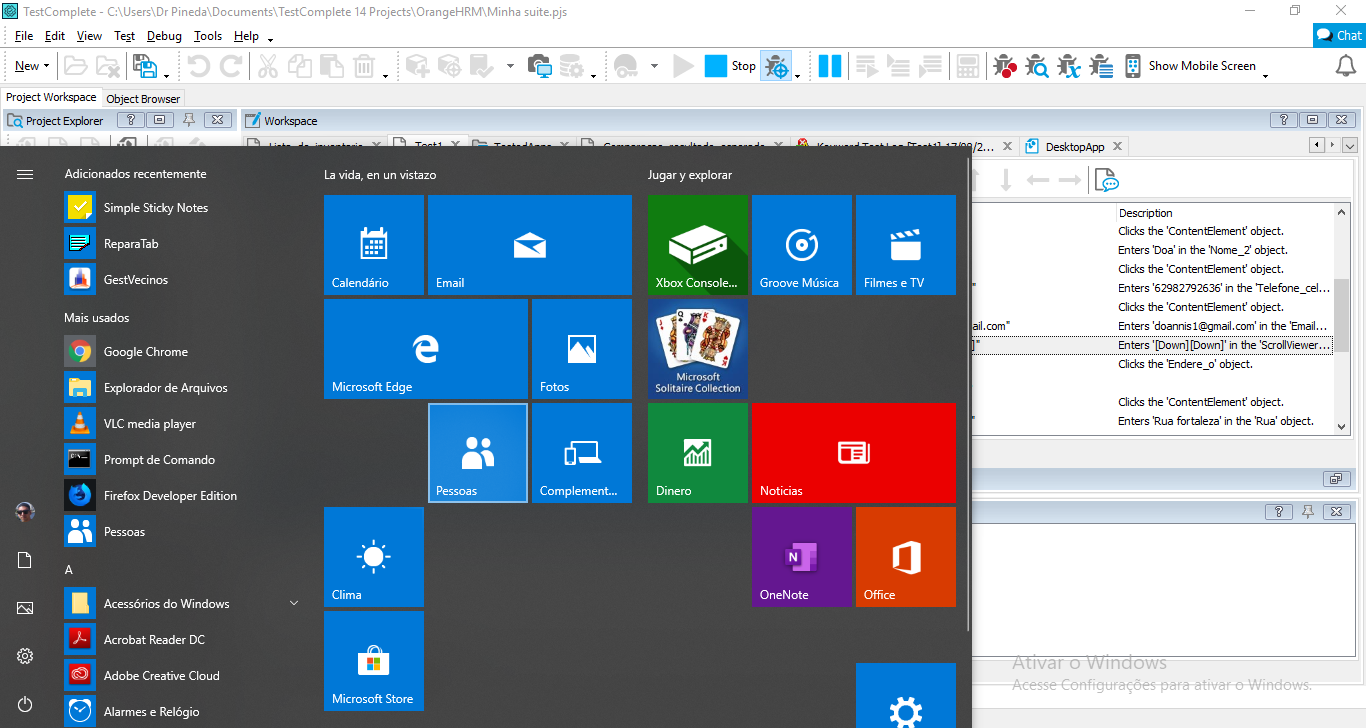 TestComplete - C:\Users\Dr Pineda\Documents\TestComplete 14 Projects\OrangeHRM\Minha suite.pjs
File Edit View Test Debug Tools Help
Chat
New
Stop
Show Mobile Screen
Project Workspace
Object Browser
Project Explorer
Workspace
Test1
DesktopApp
Description
Clicks the 'ContentElement' object.
Enters 'Doa' in the 'Nome_2' object.
Clicks the 'ContentElement' object.
Enters '62982792636' in the 'Telefone_cel...
Clicks the 'ContentElement' object.
ail.com"
Enters 'doannis1@gmail.com' in the 'Email...
]"
Enters '[Down][Down]' in the 'ScrollViewer...
Clicks the 'Endere_o' object.
Clicks the 'ContentElement' object.
Enters 'Rua fortaleza' in the 'Rua' object.
Adicionados recentemente
Simple Sticky Notes
ReparaTab
GestVecinos
Mais usados
Google Chrome
Explorador de Arquivos
VLC media player
Prompt de Comando
Firefox Developer Edition
Pessoas
A
Acessórios do Windows
Acrobat Reader DC
Adobe Creative Cloud
Alarmes e Relógio
La vida, en un vistazo
Calendário
Email
Microsoft Edge
Fotos
Pessoas
Complement...
Clima
Microsoft Store
Jugar y explorar
Xbox Console...
Groove Música
Filmes e TV
Microsoft
Solitaire Collection
Dinero
Noticias
OneNote
Office
Ativar o Windows
Acesse Configurações para ativar o Windows.